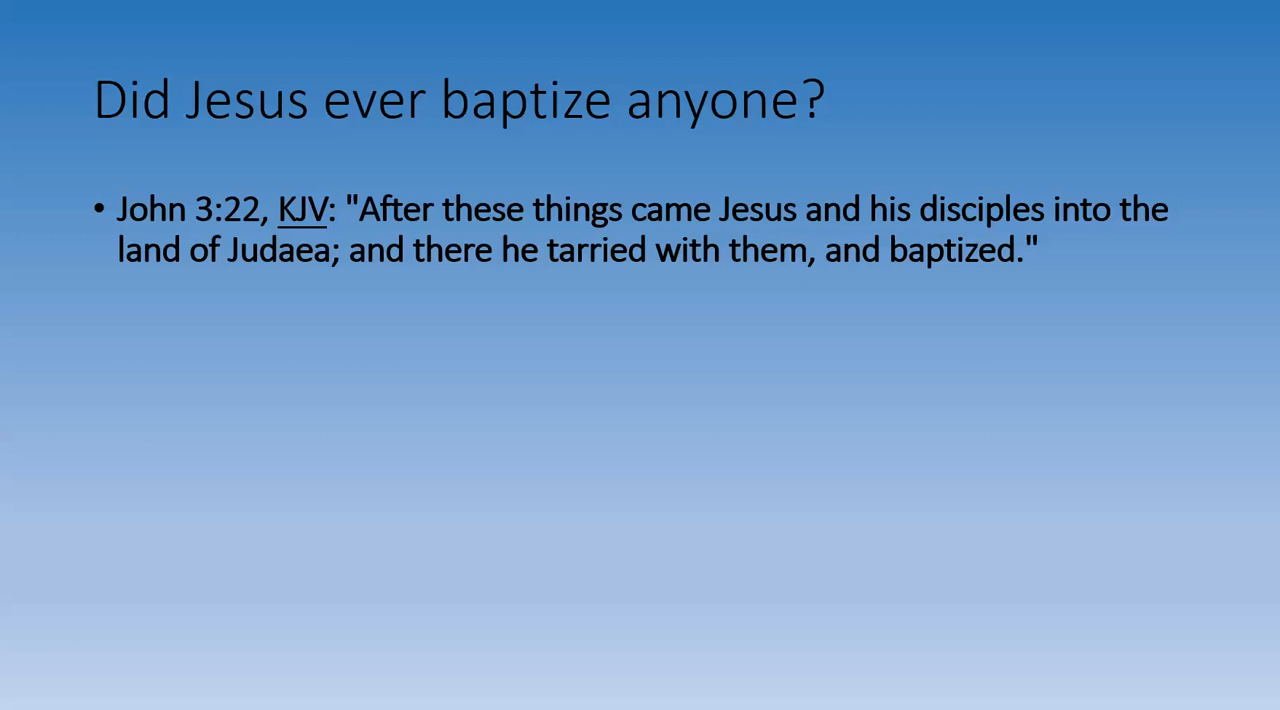 Did Jesus ever baptize anyone?
• John 3:22, KJV: "After these things came Jesus and his disciples into the
land of Judaea; and there he tarried with them, and baptized."